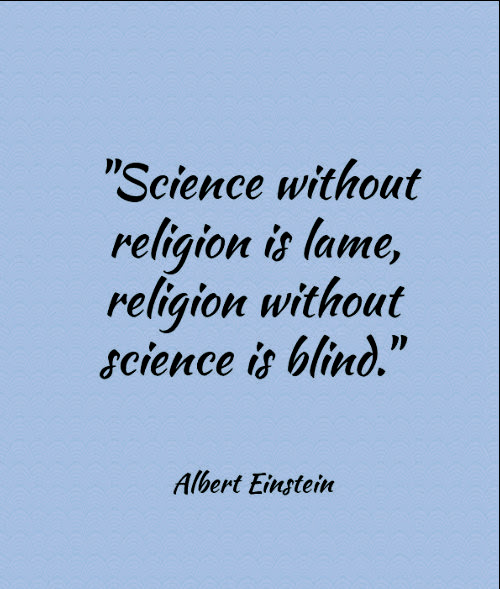 "Science without
religion is lame,
religion without
science is blind."
Albert Einstein